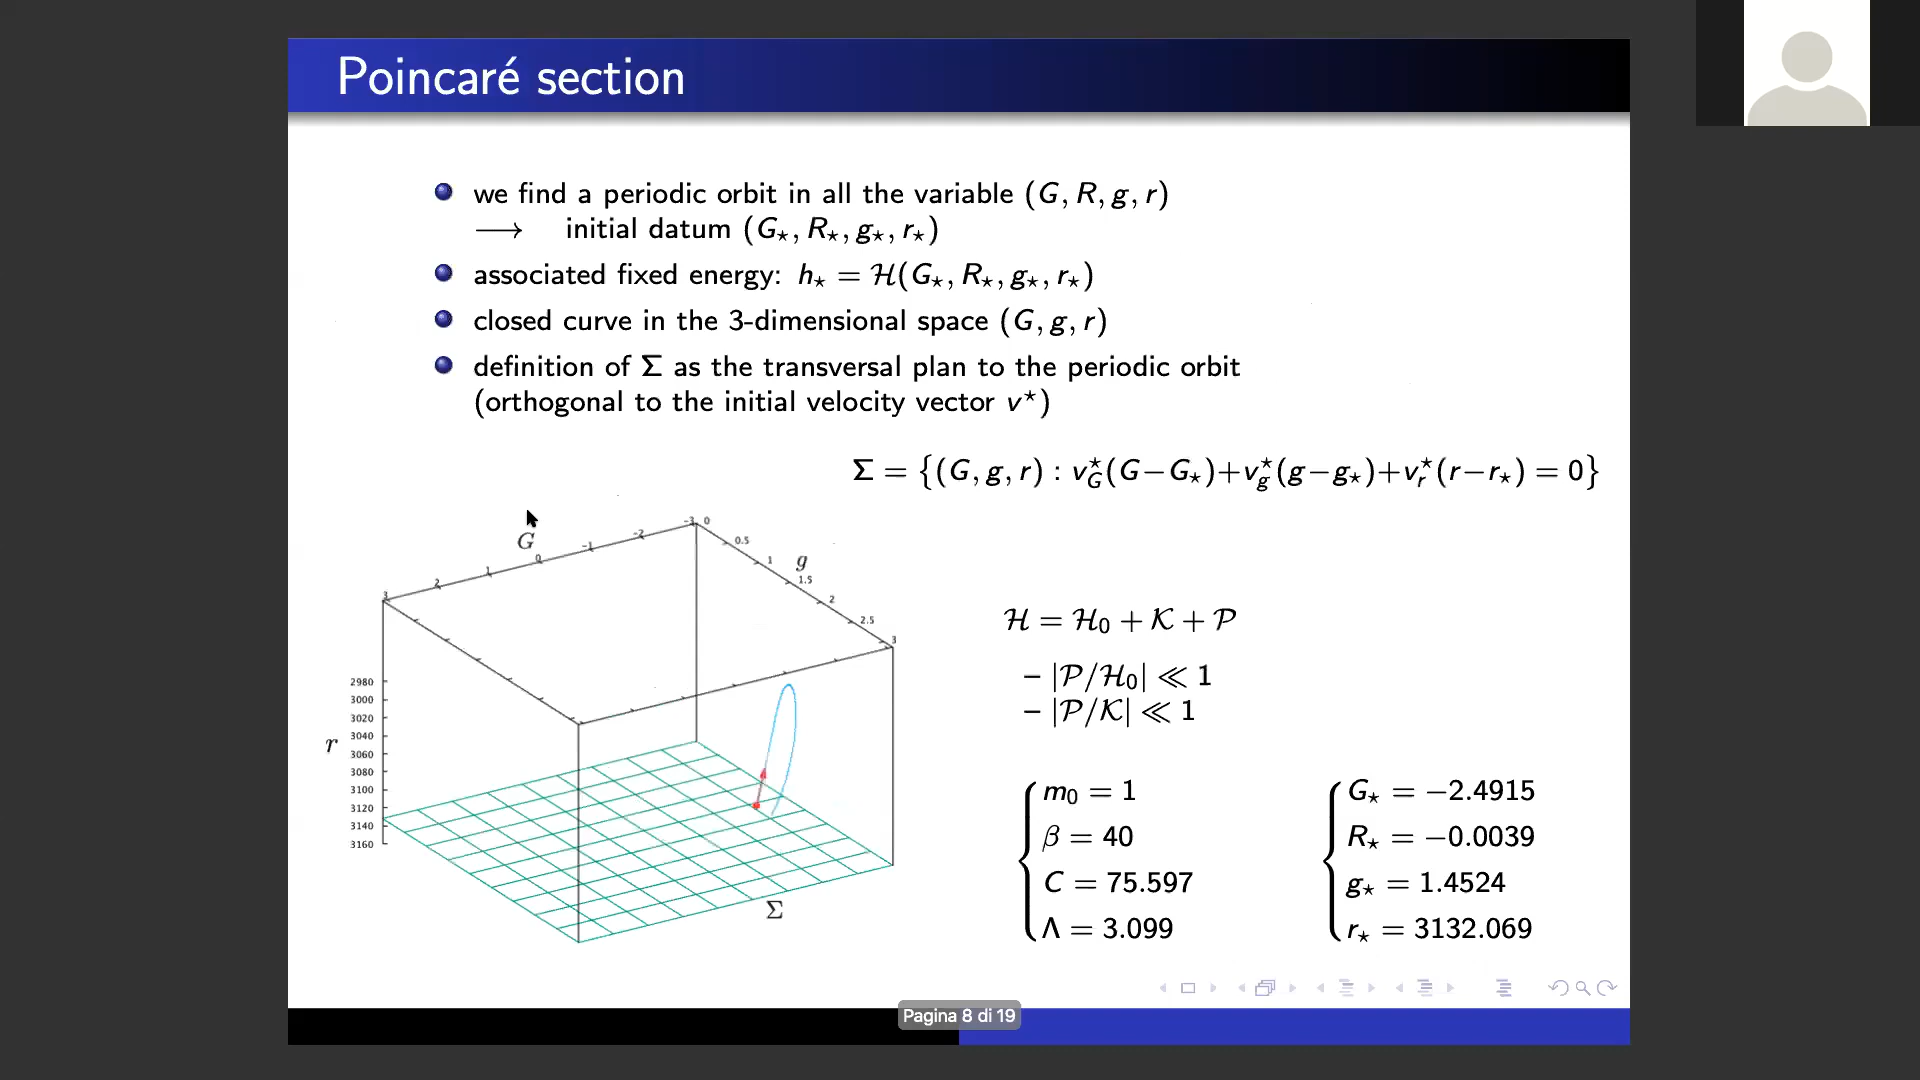 Poincaré section
we find a periodic orbit in all the variable (G, R, g, r)
⟶ initial datum (G⋆, R⋆, g⋆, r⋆)
associated fixed energy: h⋆ = ℋ(G⋆, R⋆, g⋆, r⋆)
closed curve in the 3-dimensional space (G, g, r)
definition of Σ as the transversal plan to the periodic orbit
(orthogonal to the initial velocity vector v⋆)
Σ = {(G, g, r) : v⋆_G(G−G⋆)+v⋆_g(g−g⋆)+v⋆_r(r−r⋆) = 0}
G
3 2 1 0 −1 −2 −3
g
0 0.5 1 1.5 2 2.5 3
r
2980
3000
3020
3040
3060
3080
3100
3120
3140
3160
Σ
ℋ = ℋ₀ + 𝒦 + 𝒫
– |𝒫/ℋ₀| ≪ 1
– |𝒫/𝒦| ≪ 1
m₀ = 1
β = 40
C = 75.597
Λ = 3.099
G⋆ = −2.4915
R⋆ = −0.0039
g⋆ = 1.4524
r⋆ = 3132.069
Pagina 8 di 19